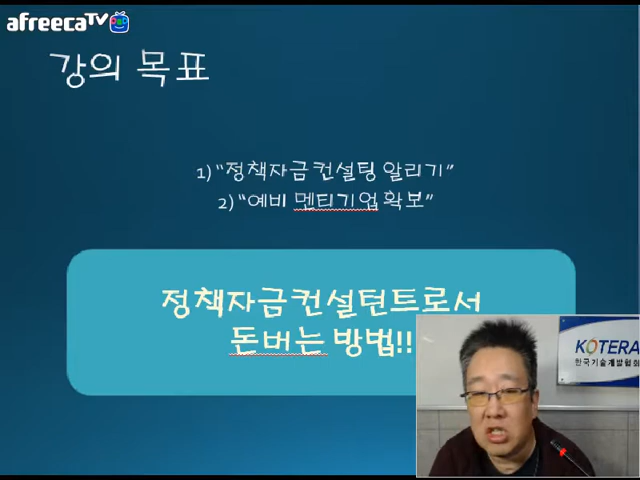 afreecaTV
강의 목표
1) “정책자금컨설팅 알리기”
2) “예비 멘티기업확보”
정책자금컨설턴트로서
돈버는 방법!!
KOTERA
한국기술개발협회